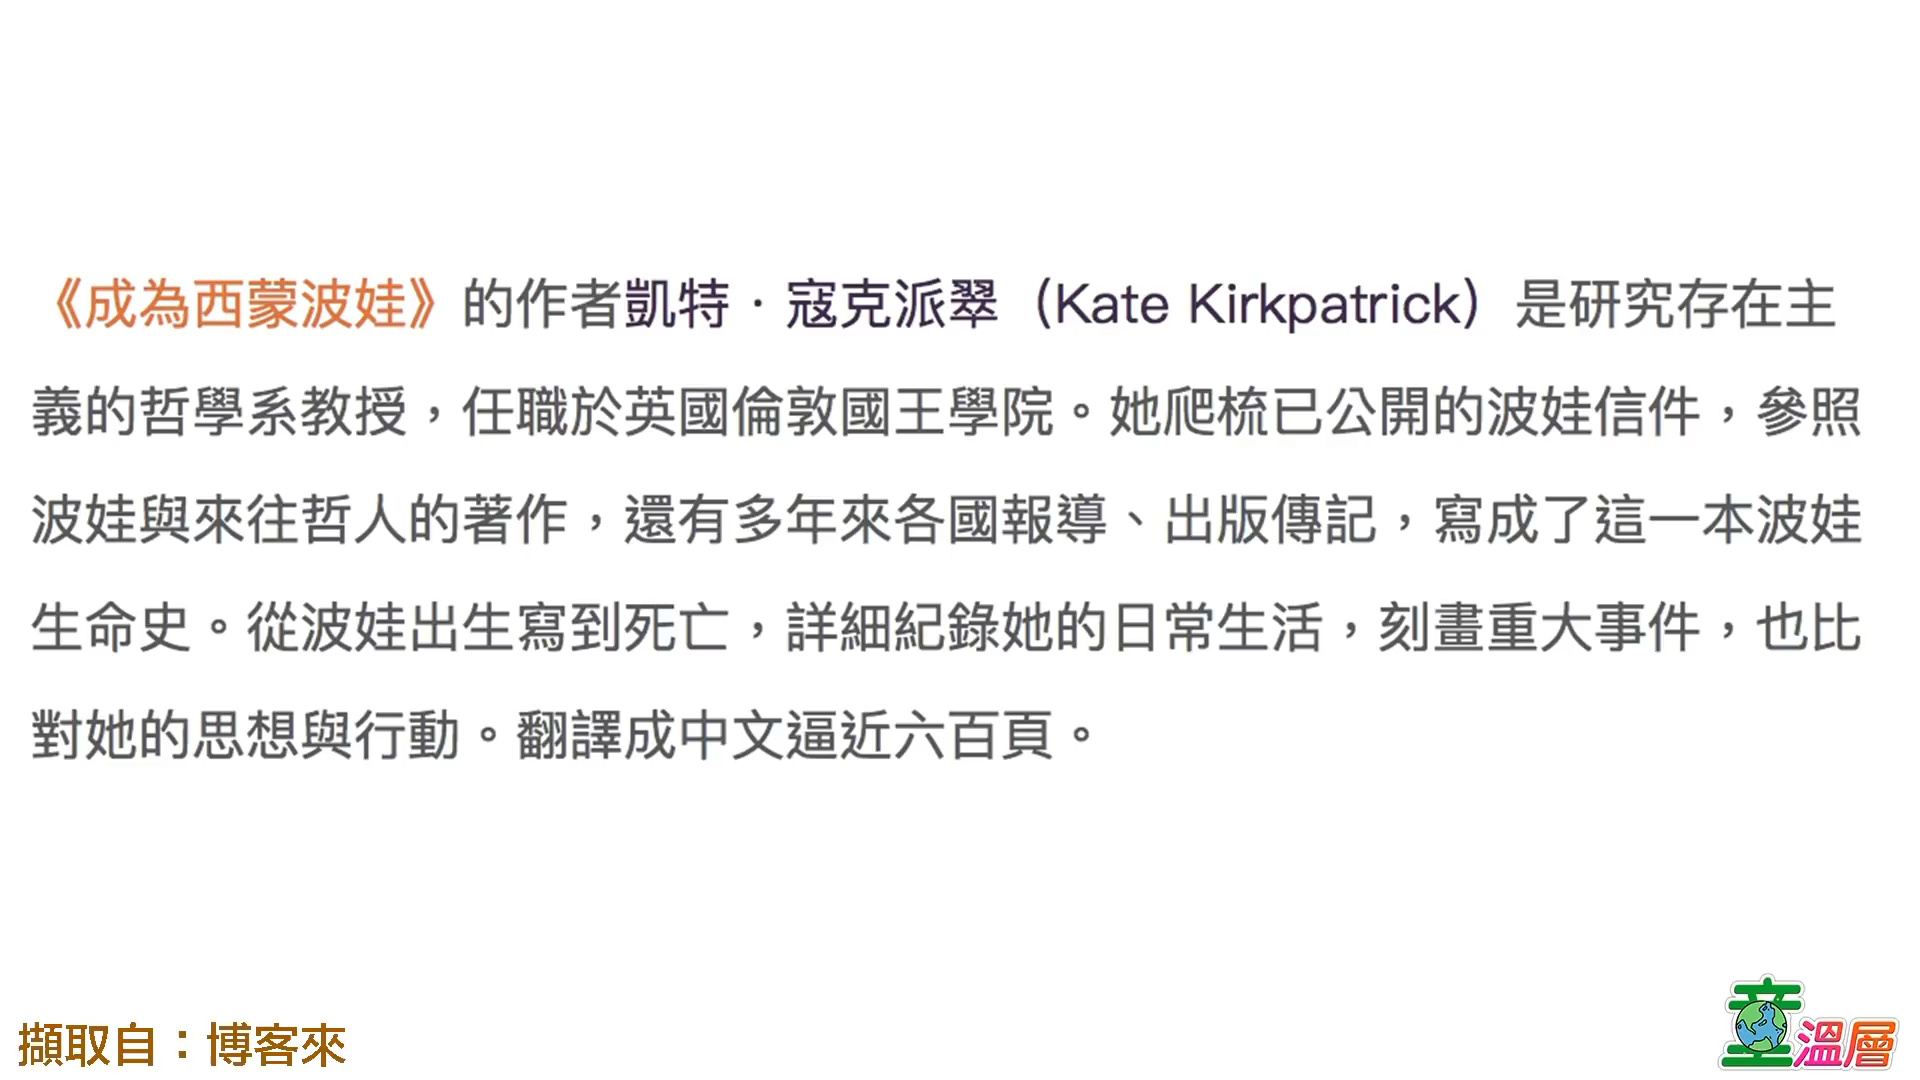 《成為西蒙波娃》的作者凱特．寇克派翠（Kate Kirkpatrick）是研究存在主
義的哲學系教授，任職於英國倫敦國王學院。她爬梳已公開的波娃信件，參照
波娃與來往哲人的著作，還有多年來各國報導、出版傳記，寫成了這一本波娃
生命史。從波娃出生寫到死亡，詳細紀錄她的日常生活，刻畫重大事件，也比
對她的思想與行動。翻譯成中文逼近六百頁。
擷取自：博客來
溫層